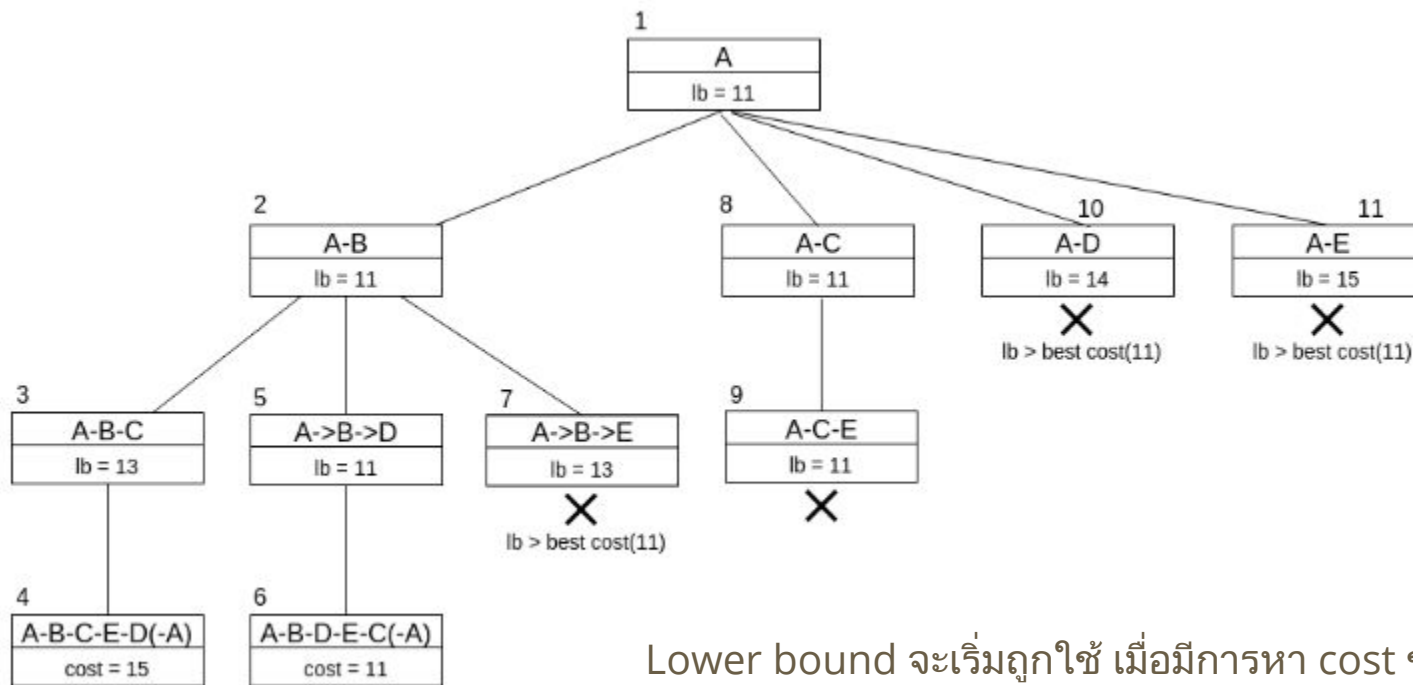 1
A
lb = 11
2
A-B
lb = 11
8
A-C
lb = 11
10
A-D
lb = 14
lb > best cost(11)
11
A-E
lb = 15
lb > best cost(11)
3
A-B-C
lb = 13
5
A->B->D
lb = 11
7
A->B->E
lb = 13
lb > best cost(11)
9
A-C-E
lb = 11
4
A-B-C-E-D(-A)
cost = 15
6
A-B-D-E-C(-A)
cost = 11
Lower bound จะเริ่มถูกใช้ เมื่อมีการหา cost